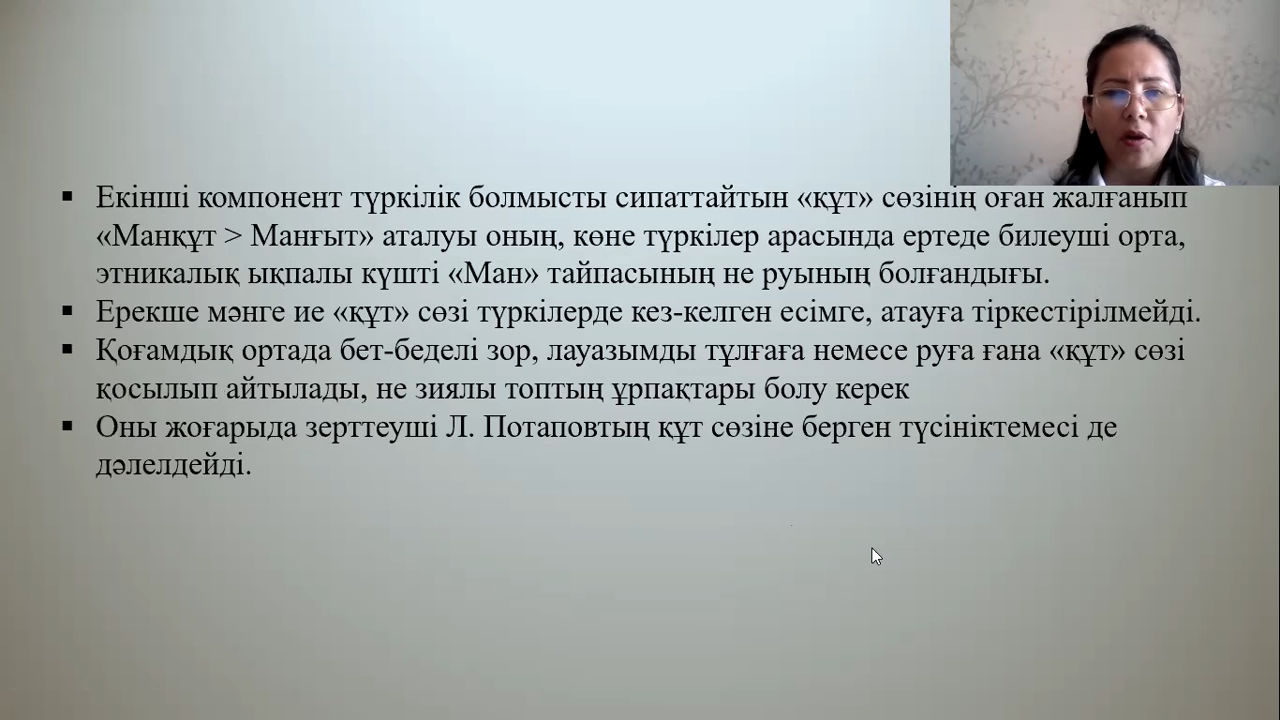 ▪ Екінші компонент түркілік болмысты сипаттайтын «құт» сөзінің оған жалғанып
«Манқұт > Манғыт» аталуы оның, көне түркілер арасында ертеде билеуші орта,
этникалық ықпалы күшті «Ман» тайпасының не руының болғандығы.
▪ Ерекше мәнге ие «құт» сөзі түркілерде кез-келген есімге, атауға тіркестірілмейді.
▪ Қоғамдық ортада бет-беделі зор, лауазымды тұлғаға немесе руға ғана «құт» сөзі
қосылып айтылады, не зиялы топтың ұрпақтары болу керек
▪ Оны жоғарыда зерттеуші Л. Потаповтың құт сөзіне берген түсініктемесі де
дәлелдейді.